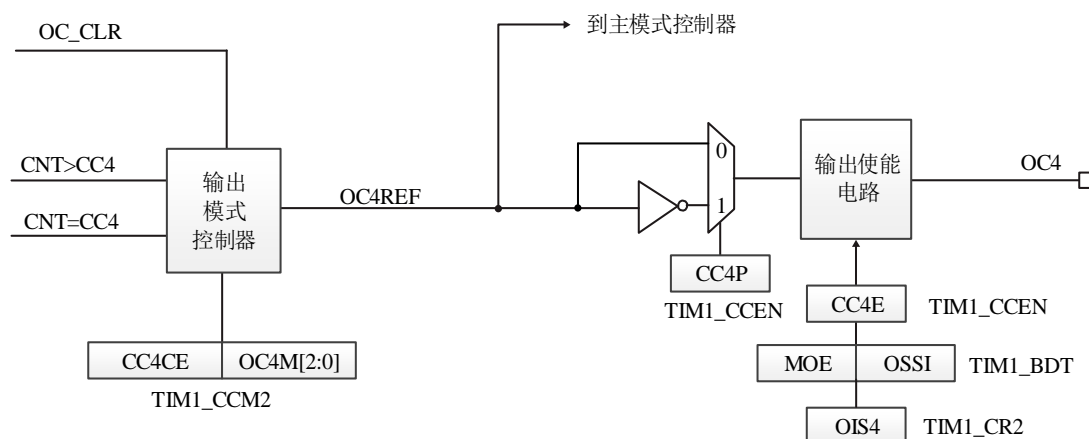 到主模式控制器
OC_CLR
CNT>CC4
CNT=CC4
输出
模式
控制器
OC4REF
0
1
输出使能
电路
OC4
CC4P
TIM1_CCEN
CC4E
TIM1_CCEN
CC4CE
OC4M[2:0]
TIM1_CCM2
MOE
OSSI
TIM1_BDT
OIS4
TIM1_CR2